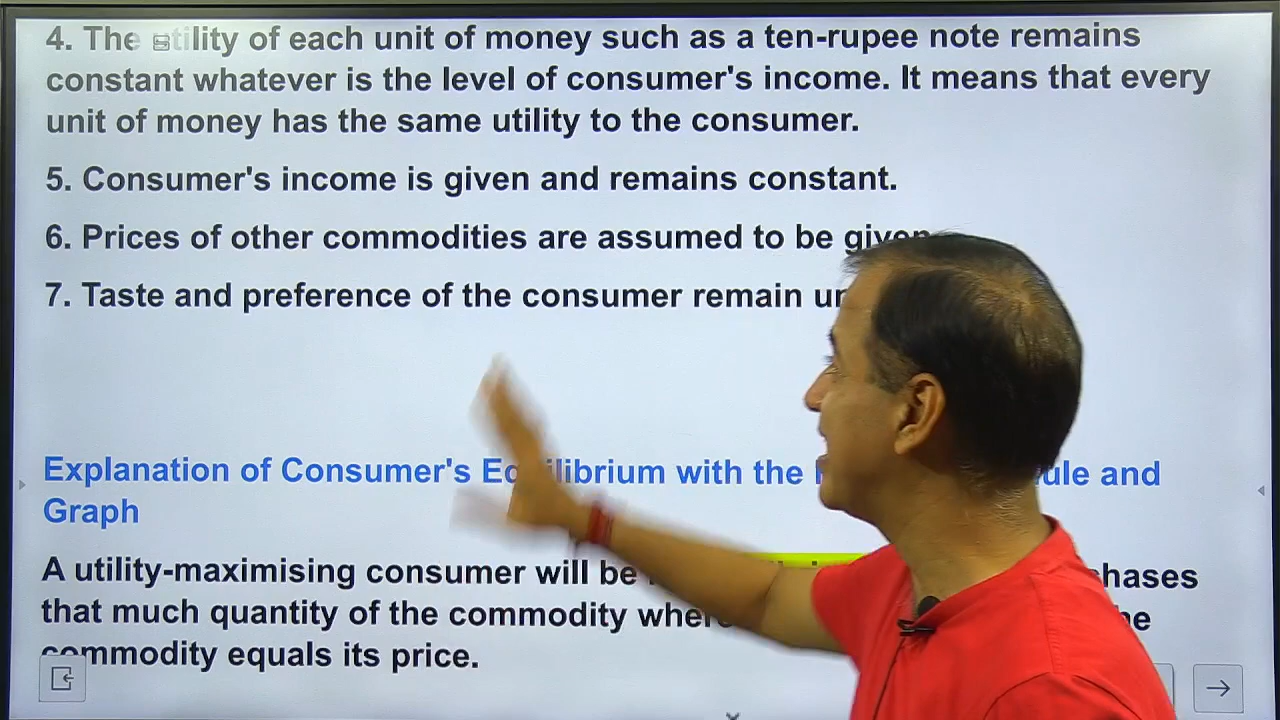 4. The utility of each unit of money such as a ten-rupee note remains
constant whatever is the level of consumer's income. It means that every
unit of money has the same utility to the consumer.
5. Consumer's income is given and remains constant.
6. Prices of other commodities are assumed to be given
7. Taste and preference of the consumer remain
Explanation of Consumer's Equilibrium with the and
Graph
A utility-maximising consumer will be
that much quantity of the commodity
commodity equals its price.